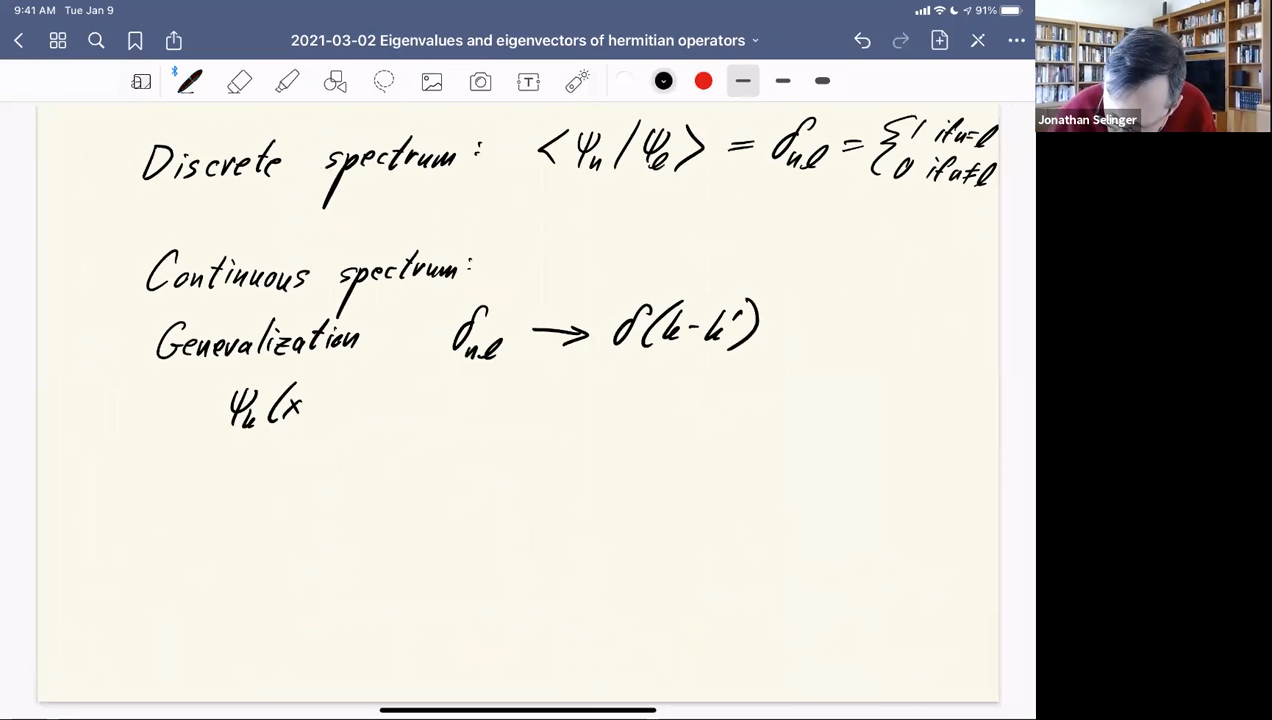 9:41 AM Tue Jan 9
91%
2021-03-02 Eigenvalues and eigenvectors of hermitian operators
Jonathan Selinger
Discrete spectrum: <ψₙ|ψₗ> = δₙₗ = { 1 if n=l
0 if n≠l
Continuous spectrum:
Generalization δₙₗ → δ(k-k')
ψₖ(x